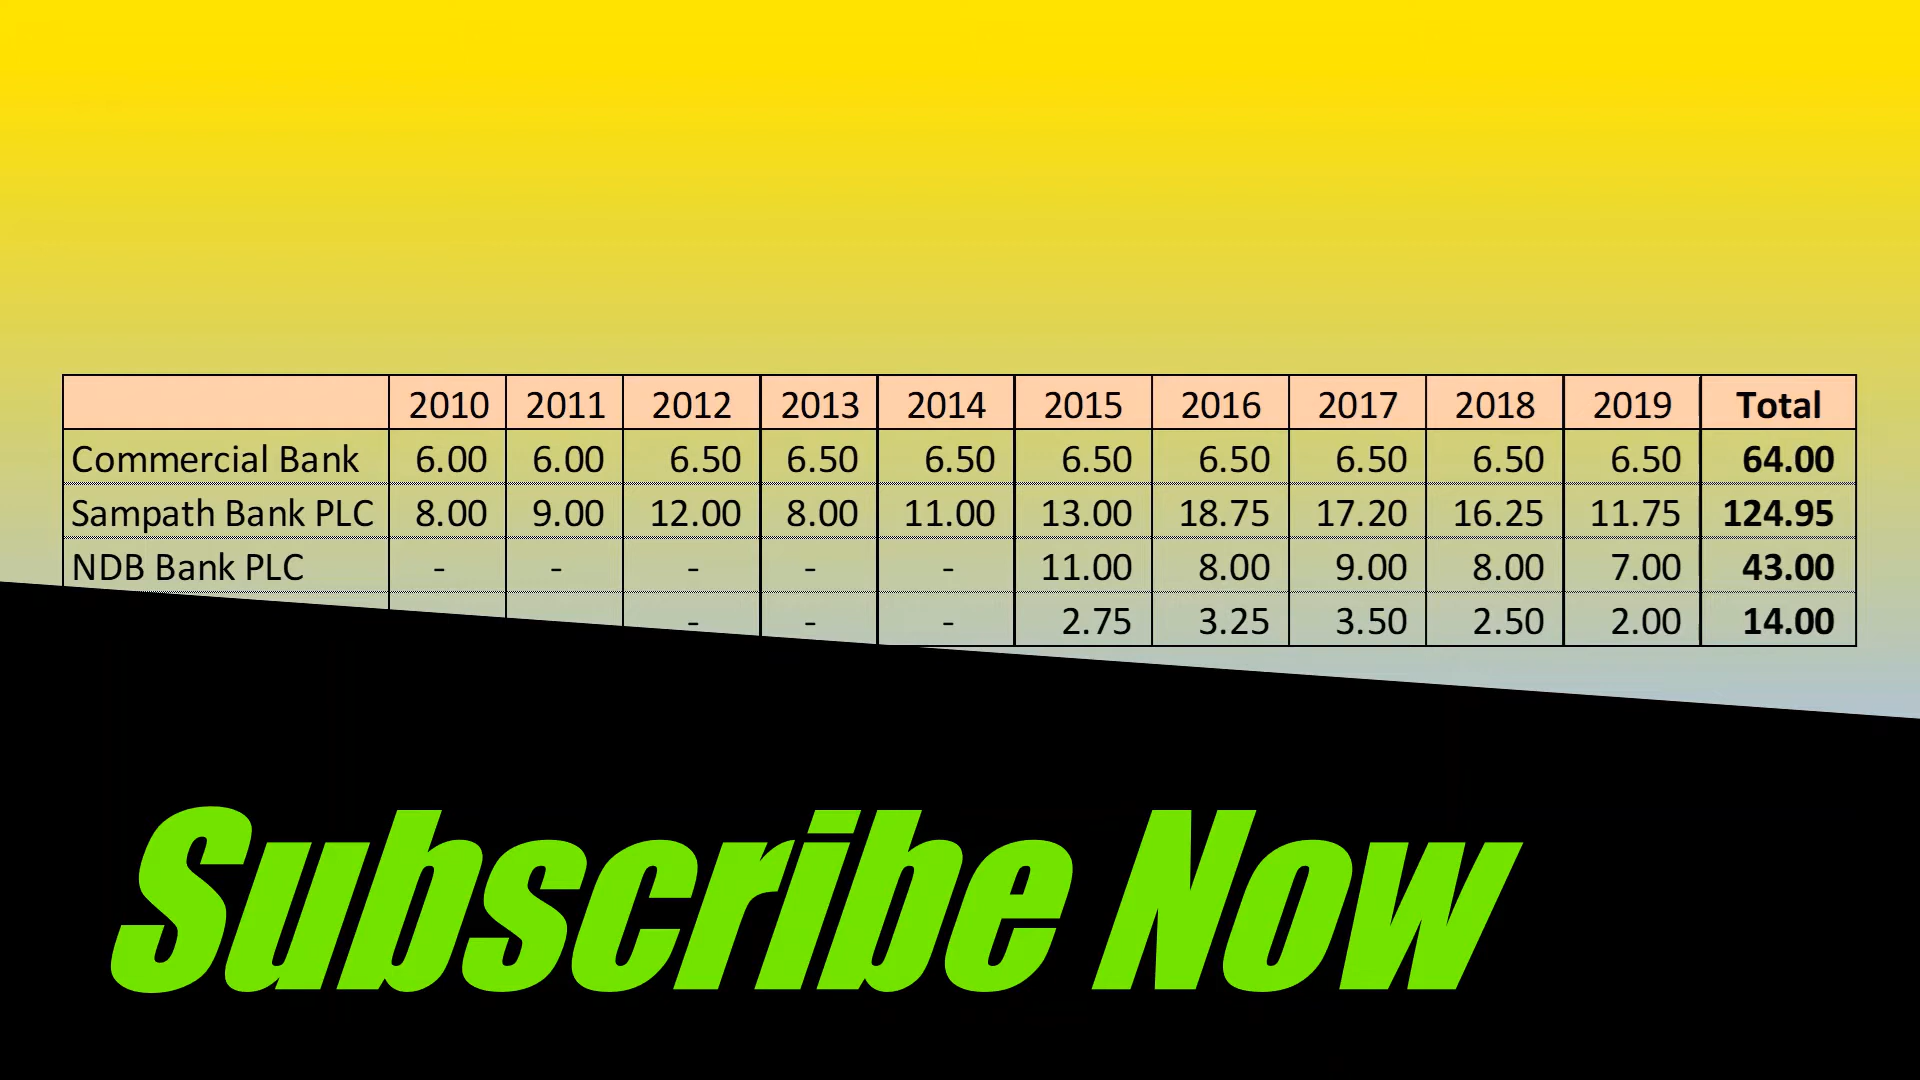 2010 2011 2012 2013 2014 2015 2016 2017 2018 2019 Total
Commercial Bank 6.00 6.00 6.50 6.50 6.50 6.50 6.50 6.50 6.50 6.50 64.00
Sampath Bank PLC 8.00 9.00 12.00 8.00 11.00 13.00 18.75 17.20 16.25 11.75 124.95
NDB Bank PLC - - - - - 11.00 8.00 9.00 8.00 7.00 43.00
- - - 2.75 3.25 3.50 2.50 2.00 14.00
Subscribe Now